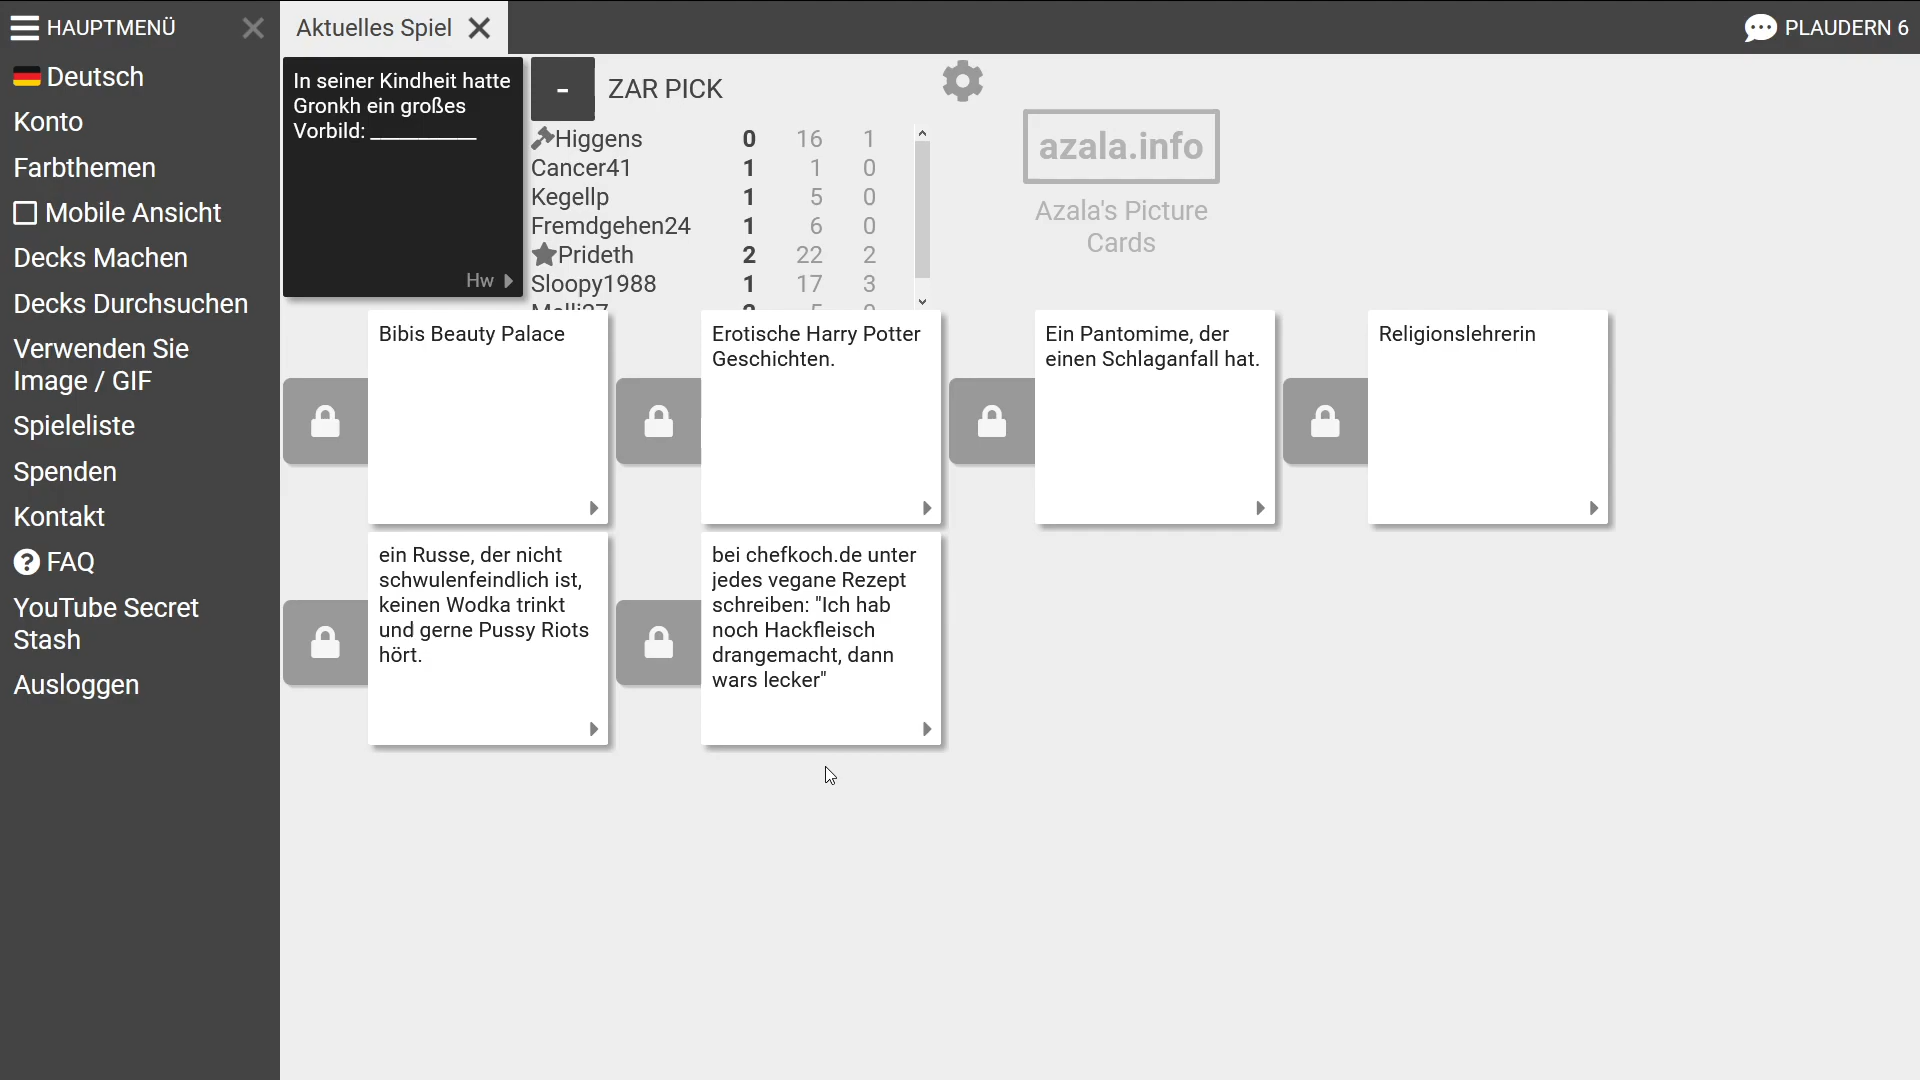 HAUPTMENÜ
Aktuelles Spiel
PLAUDERN 6
Deutsch
Konto
Farbthemen
Mobile Ansicht
Decks Machen
Decks Durchsuchen
Verwenden Sie
Image / GIF
Spieleliste
Spenden
Kontakt
FAQ
YouTube Secret
Stash
Ausloggen
In seiner Kindheit hatte
Gronkh ein großes
Vorbild: __________
Hw
-
ZAR PICK
Higgens 0 16 1
Cancer41 1 1 0
Kegellp 1 5 0
Fremdgehen24 1 6 0
Prideth 2 22 2
Sloopy1988 1 17 3
azala.info
Azala's Picture
Cards
Bibis Beauty Palace
Erotische Harry Potter
Geschichten.
Ein Pantomime, der
einen Schlaganfall hat.
Religionslehrerin
ein Russe, der nicht
schwulenfeindlich ist,
keinen Wodka trinkt
und gerne Pussy Riots
hört.
bei chefkoch.de unter
jedes vegane Rezept
schreiben: "Ich hab
noch Hackfleisch
drangemacht, dann
wars lecker"